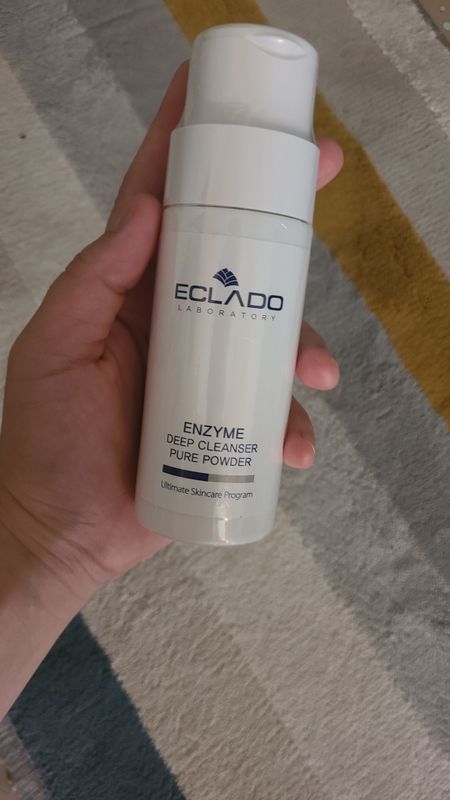 ECLADO
LABORATORY
ENZYME
DEEP CLEANSER
PURE POWDER
Ultimate Skincare Program